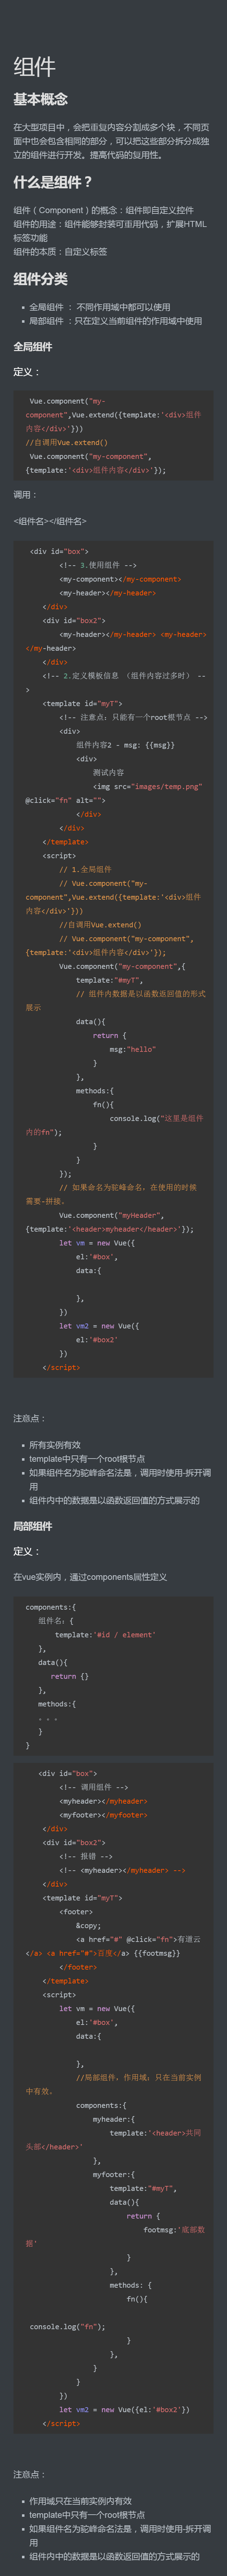 组件
基本概念
在大型项目中，会把重复内容分割成多个块，不同页
面中也会包含相同的部分，可以把这些部分拆分成独
立的组件进行开发。提高代码的复用性。
什么是组件？
组件（Component）的概念：组件即自定义控件
组件的用途：组件能够封装可重用代码，扩展HTML
标签功能
组件的本质：自定义标签
组件分类
全局组件 ： 不同作用域中都可以使用
局部组件 ：只在定义当前组件的作用域中使用
全局组件
定义：
Vue.component("my-
component",Vue.extend({template:'<div>组件
内容</div>'}))
//自调用Vue.extend()
Vue.component("my-component",
{template:'<div>组件内容</div>'});
调用：
<组件名></组件名>
<div id="box">
<!-- 3.使用组件 -->
<my-component></my-component>
<my-header></my-header>
</div>
<div id="box2">
<my-header></my-header> <my-header>
</my-header>
</div>
<!-- 2.定义模板信息 （组件内容过多时） --
>
<template id="myT">
<!-- 注意点：只能有一个root根节点 -->
<div>
组件内容2 - msg: {{msg}}
<div>
测试内容
<img src="images/temp.png"
@click="fn" alt="">
</div>
</div>
</template>
<script>
// 1.全局组件
// Vue.component("my-
component",Vue.extend({template:'<div>组件
内容</div>'}))
//自调用Vue.extend()
// Vue.component("my-component",
{template:'<div>组件内容</div>'});
Vue.component("my-component",{
template:"#myT",
// 组件内数据是以函数返回值的形式
展示
data(){
return {
msg:"hello"
}
},
methods:{
fn(){
console.log("这里是组件
内的fn");
}
}
});
// 如果命名为驼峰命名，在使用的时候
需要-拼接。
Vue.component("myHeader",
{template:'<header>myheader</header>'});
let vm = new Vue({
el:'#box',
data:{
},
})
let vm2 = new Vue({
el:'#box2'
})
</script>
注意点：
所有实例有效
template中只有一个root根节点
如果组件名为驼峰命名法是，调用时使用-拆开调
用
组件内中的数据是以函数返回值的方式展示的
局部组件
定义：
在vue实例内，通过components属性定义
components:{
组件名：{
template:'#id / element'
},
data(){
return {}
},
methods:{
。。。
}
}
<div id="box">
<!-- 调用组件 -->
<myheader></myheader>
<myfooter></myfooter>
</div>
<div id="box2">
<!-- 报错 -->
<!-- <myheader></myheader> -->
</div>
<template id="myT">
<footer>
&copy;
<a href="#" @click="fn">有道云
</a> <a href="#">百度</a> {{footmsg}}
</footer>
</template>
<script>
let vm = new Vue({
el:'#box',
data:{
},
//局部组件，作用域：只在当前实例
中有效。
components:{
myheader:{
template:'<header>共同
头部</header>'
},
myfooter:{
template:"#myT",
data(){
return {
footmsg:'底部数
据'
}
},
methods: {
fn(){
console.log("fn");
}
},
}
}
})
let vm2 = new Vue({el:'#box2'})
</script>
注意点：
作用域只在当前实例内有效
template中只有一个root根节点
如果组件名为驼峰命名法是，调用时使用-拆开调
用
组件内中的数据是以函数返回值的方式展示的